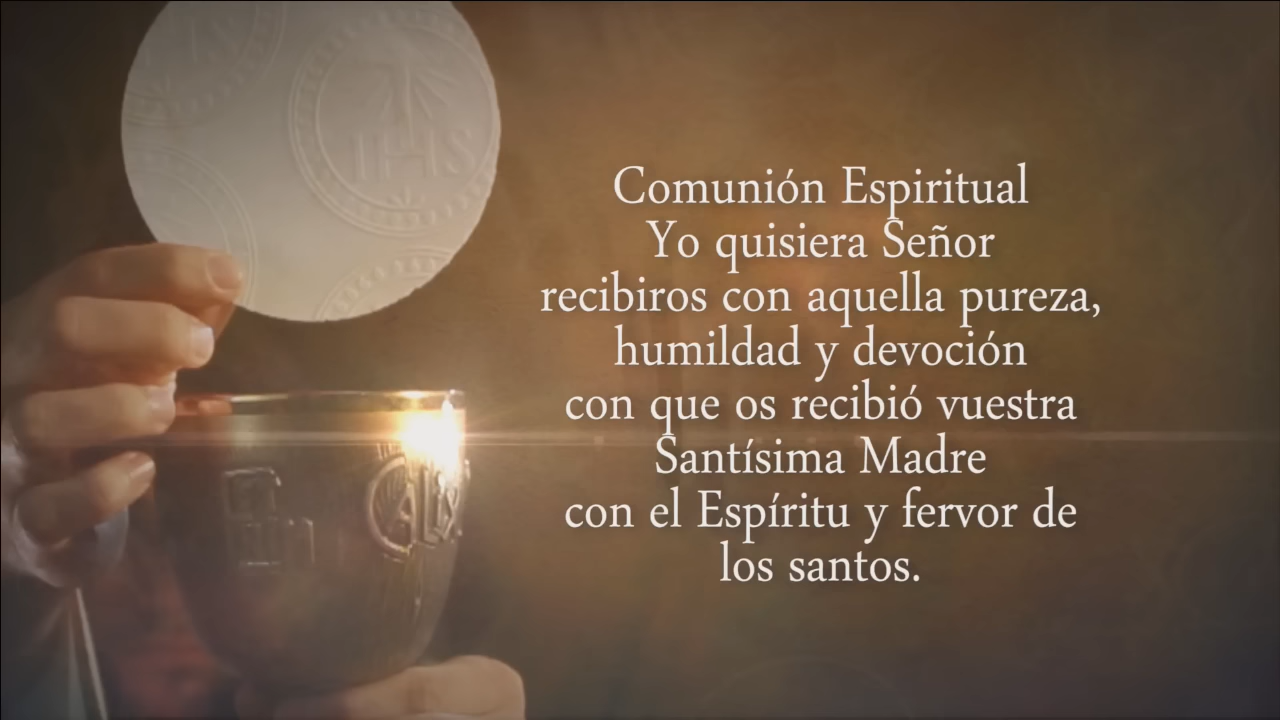 IHS
Comunión Espiritual
Yo quisiera Señor
recibiros con aquella pureza,
humildad y devoción
con que os recibió vuestra
Santísima Madre
con el Espíritu y fervor de
los santos.